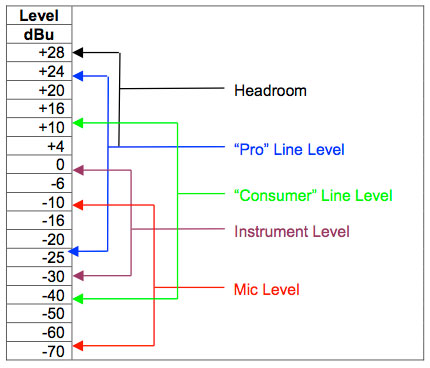 Level
dBu
+28
+24
+20
+16
+10
+4
0
-6
-10
-16
-20
-25
-30
-40
-50
-60
-70
Headroom
“Pro” Line Level
“Consumer” Line Level
Instrument Level
Mic Level